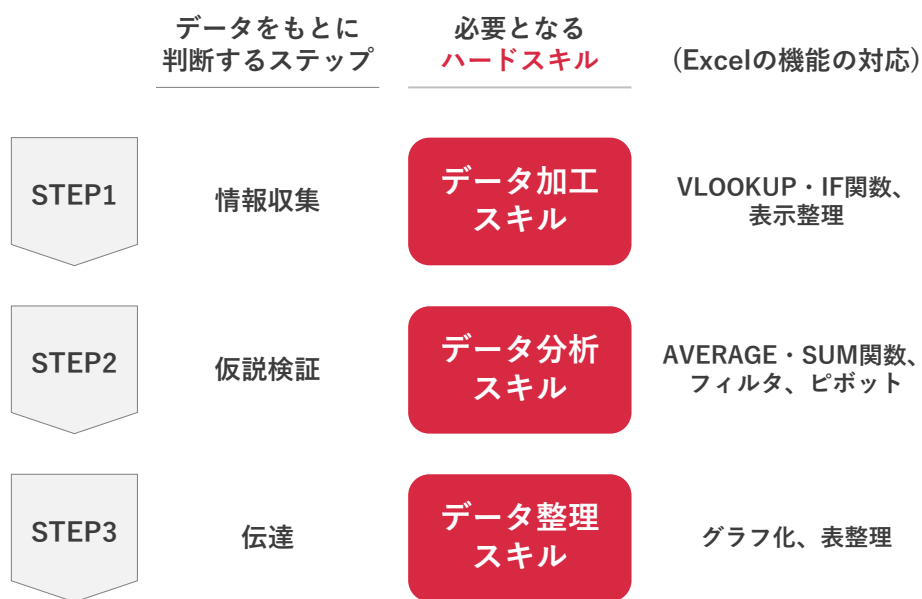 データをもとに
判断するステップ
必要となる
ハードスキル
(Excelの機能の対応)
STEP1
情報収集
データ加工
スキル
VLOOKUP・IF関数、
表示整理
STEP2
仮説検証
データ分析
スキル
AVERAGE・SUM関数、
フィルタ、ピボット
STEP3
伝達
データ整理
スキル
グラフ化、表整理